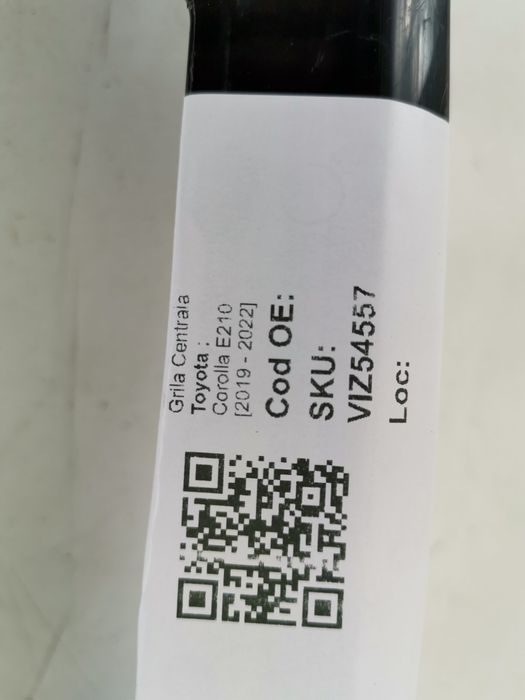 Grila Centrala
Toyota :
Corolla E210
[2019 - 2022]
Cod OE:
SKU:
VIZ54557
Loc: